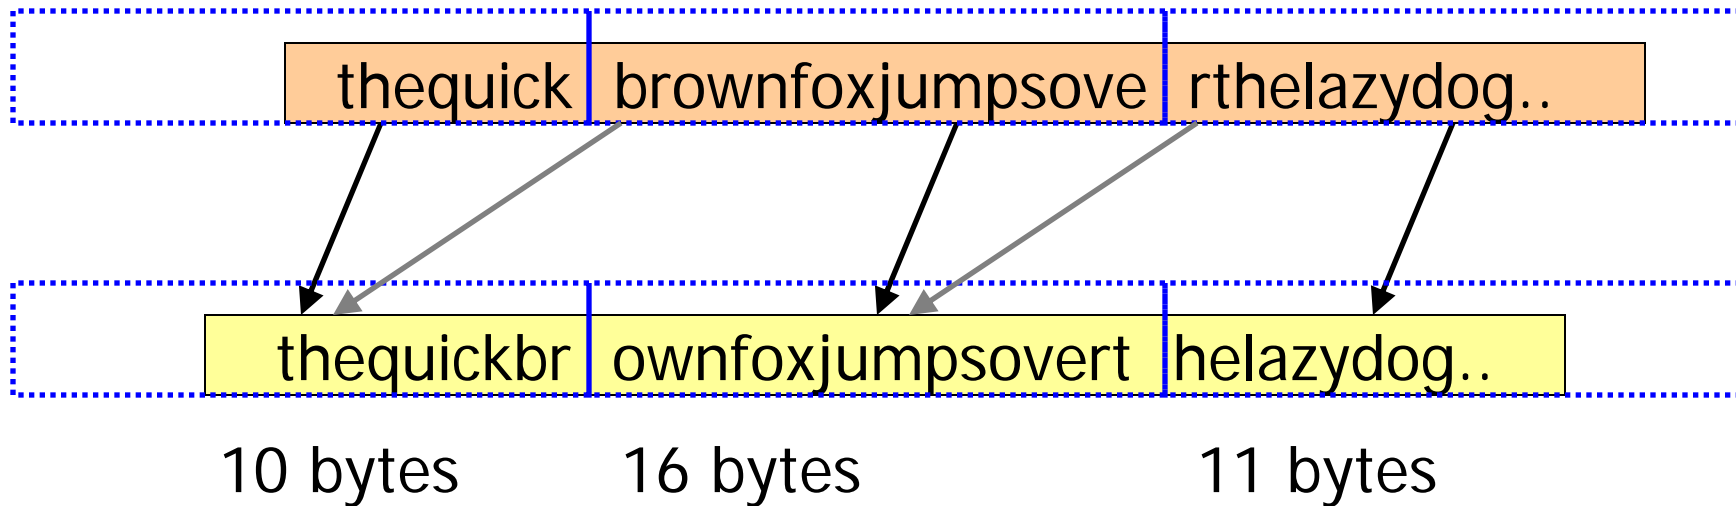 thequick brownfoxjumpsove rthelazydog..
thequickbr ownfoxjumpsovert helazydog..
10 bytes 16 bytes 11 bytes